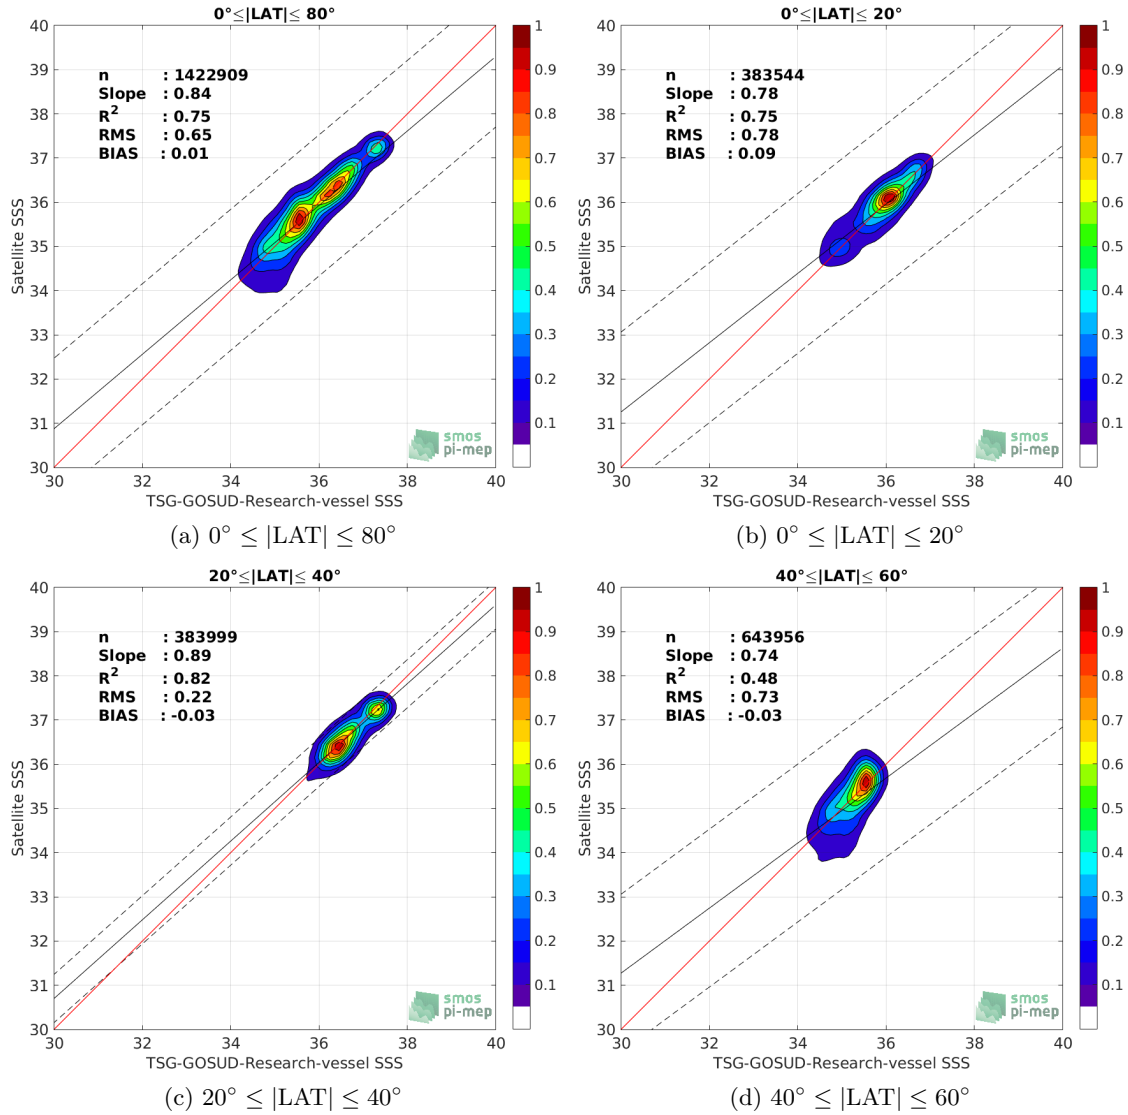 0°≤|LAT|≤ 80°
n : 1422909
Slope : 0.84
R2 : 0.75
RMS : 0.65
BIAS : 0.01
Satellite SSS
40
39
38
37
36
35
34
33
32
31
30
30 32 34 36 38 40
TSG-GOSUD-Research-vessel SSS
1
0.9
0.8
0.7
0.6
0.5
0.4
0.3
0.2
0.1
smos
pi-mep
(a) 0° ≤ |LAT| ≤ 80°
0°≤|LAT|≤ 20°
n : 383544
Slope : 0.78
R2 : 0.75
RMS : 0.78
BIAS : 0.09
Satellite SSS
40
39
38
37
36
35
34
33
32
31
30
30 32 34 36 38 40
TSG-GOSUD-Research-vessel SSS
1
0.9
0.8
0.7
0.6
0.5
0.4
0.3
0.2
0.1
smos
pi-mep
(b) 0° ≤ |LAT| ≤ 20°
20°≤|LAT|≤ 40°
n : 383999
Slope : 0.89
R2 : 0.82
RMS : 0.22
BIAS : -0.03
Satellite SSS
40
39
38
37
36
35
34
33
32
31
30
30 32 34 36 38 40
TSG-GOSUD-Research-vessel SSS
1
0.9
0.8
0.7
0.6
0.5
0.4
0.3
0.2
0.1
smos
pi-mep
(c) 20° ≤ |LAT| ≤ 40°
40°≤|LAT|≤ 60°
n : 643956
Slope : 0.74
R2 : 0.48
RMS : 0.73
BIAS : -0.03
Satellite SSS
40
39
38
37
36
35
34
33
32
31
30
30 32 34 36 38 40
TSG-GOSUD-Research-vessel SSS
1
0.9
0.8
0.7
0.6
0.5
0.4
0.3
0.2
0.1
smos
pi-mep
(d) 40° ≤ |LAT| ≤ 60°